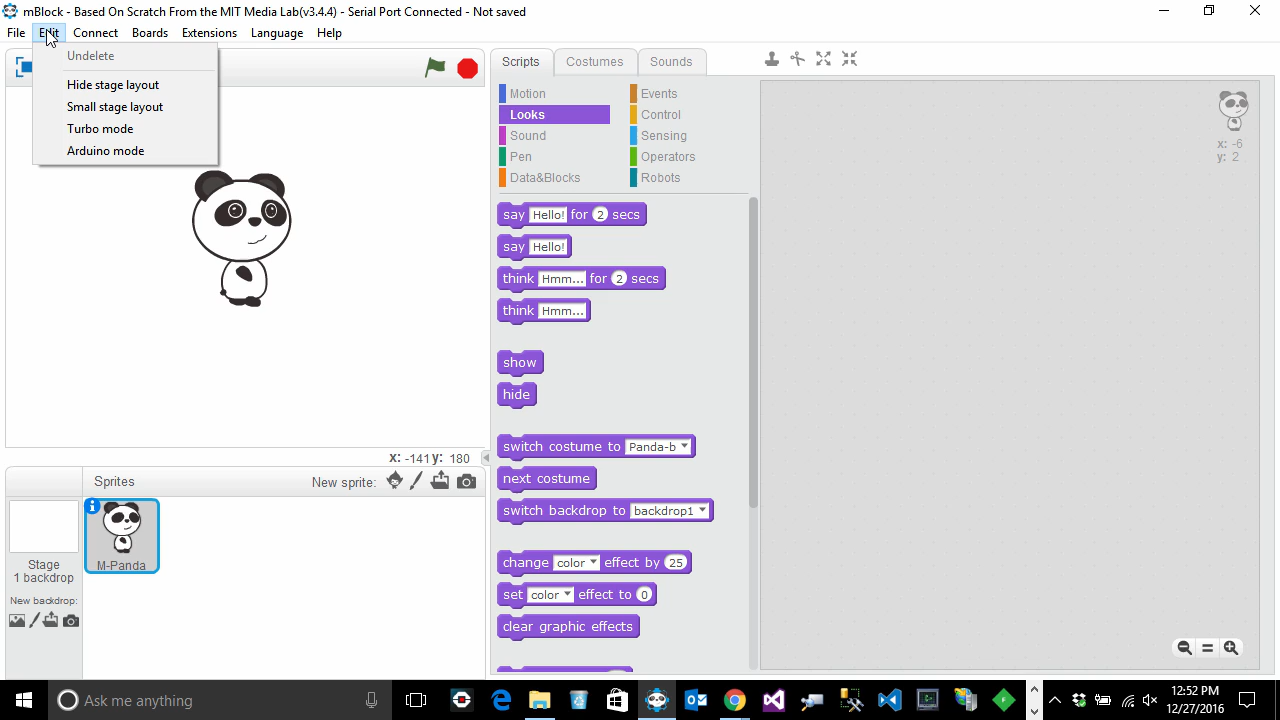 mBlock - Based On Scratch From the MIT Media Lab(v3.4.4) - Serial Port Connected - Not saved
File Edit Connect Boards Extensions Language Help
Undelete
Hide stage layout
Small stage layout
Turbo mode
Arduino mode
Scripts Costumes Sounds
Motion Events
Looks Control
Sound Sensing
Pen Operators
Data&Blocks Robots
x: -6
y: 2
say Hello! for 2 secs
say Hello!
think Hmm... for 2 secs
think Hmm...
show
hide
switch costume to Panda-b
next costume
switch backdrop to backdrop1
change color effect by 25
set color effect to 0
clear graphic effects
x: -141 y: 180
Sprites New sprite:
M-Panda
Stage
1 backdrop
New backdrop:
Ask me anything
12:52 PM
12/27/2016